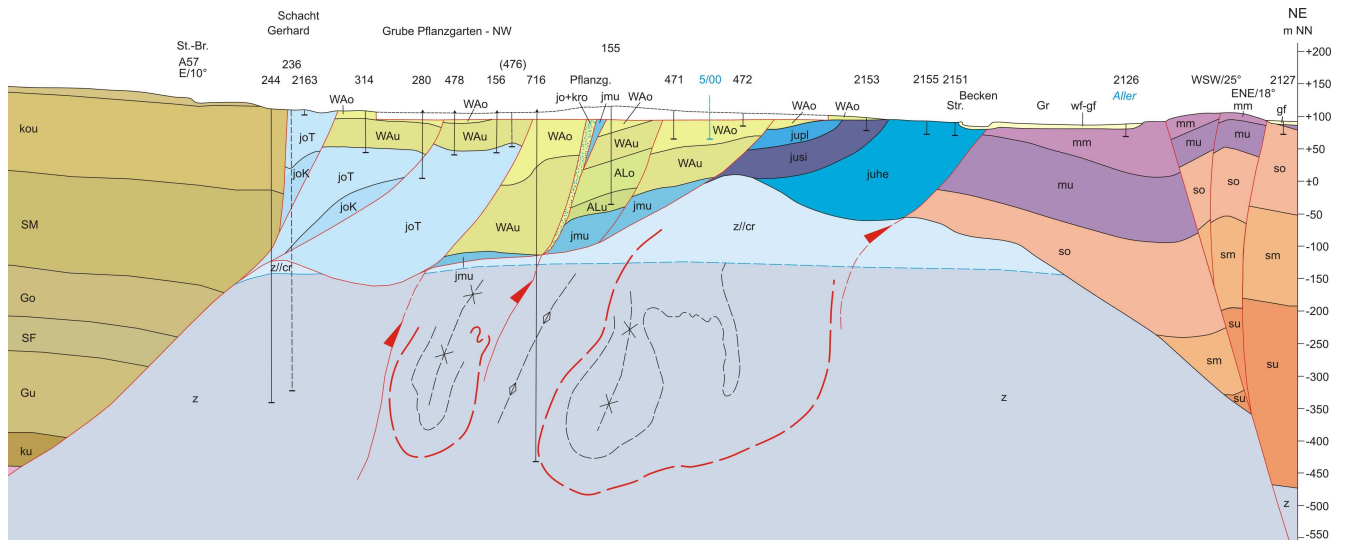 Schacht
Gerhard
Grube Pflanzgarten - NW
NE
m NN
St.-Br.
A57
E/10°
155
(476)
236
244 2163 314 280 478 156 716 Pflanzg. 471 5/00 472 2153 2155 2151 2126 WSW/25° 2127
Becken Aller ENE/18°
WAo jo+kro jmu WAo Str. Gr wf-gf mm gf
+200
+150
+100
+50
+0
-50
-100
-150
-200
-250
-300
-350
-400
-450
-500
-550
WAo WAo WAo
kou joT WAu WAu WAo WAu WAo jupl mm mm mu mu
joK joT ALo WAu jusi juhe mu so so so
joK ALu jmu
SM joT WAu jmu z//cr so
z//cr jmu sm sm
Go
SF su
Gu z z sm su su
ku
z